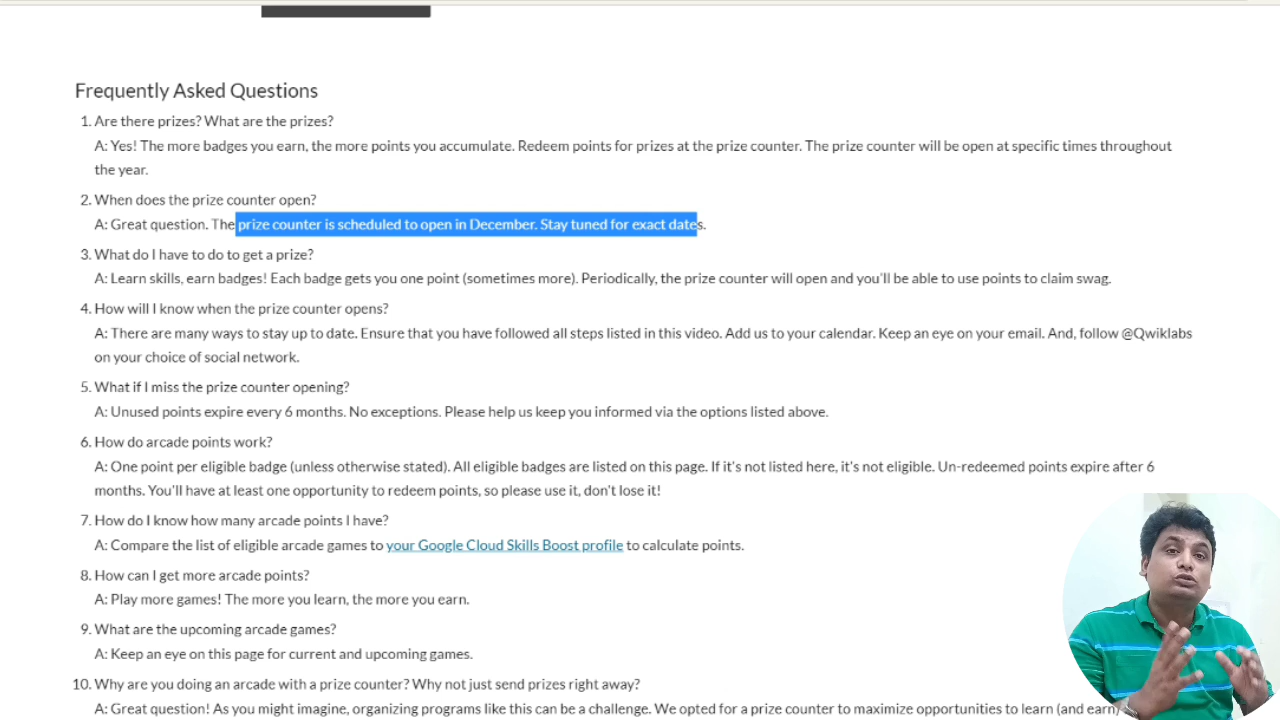 Frequently Asked Questions
1. Are there prizes? What are the prizes?
A: Yes! The more badges you earn, the more points you accumulate. Redeem points for prizes at the prize counter. The prize counter will be open at specific times throughout
the year.
2. When does the prize counter open?
A: Great question. The prize counter is scheduled to open in December. Stay tuned for exact dates.
3. What do I have to do to get a prize?
A: Learn skills, earn badges! Each badge gets you one point (sometimes more). Periodically, the prize counter will open and you'll be able to use points to claim swag.
4. How will I know when the prize counter opens?
A: There are many ways to stay up to date. Ensure that you have followed all steps listed in this video. Add us to your calendar. Keep an eye on your email. And, follow @Qwiklabs
on your choice of social network.
5. What if I miss the prize counter opening?
A: Unused points expire every 6 months. No exceptions. Please help us keep you informed via the options listed above.
6. How do arcade points work?
A: One point per eligible badge (unless otherwise stated). All eligible badges are listed on this page. If it's not listed here, it's not eligible. Un-redeemed points expire after 6
months. You'll have at least one opportunity to redeem points, so please use it, don't lose it!
7. How do I know how many arcade points I have?
A: Compare the list of eligible arcade games to your Google Cloud Skills Boost profile to calculate points.
8. How can I get more arcade points?
A: Play more games! The more you learn, the more you earn.
9. What are the upcoming arcade games?
A: Keep an eye on this page for current and upcoming games.
10. Why are you doing an arcade with a prize counter? Why not just send prizes right away?
A: Great question! As you might imagine, organizing programs like this can be a challenge. We opted for a prize counter to maximize opportunities to learn (and earn)